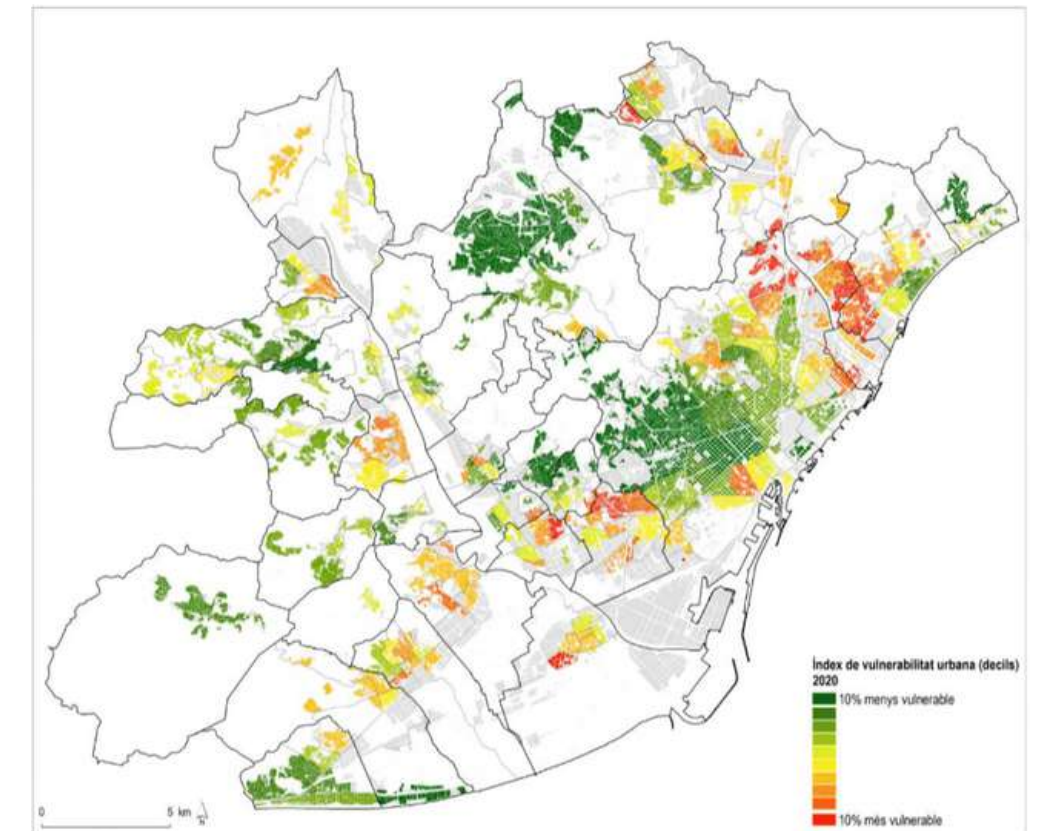 Índex de vulnerabilitat urbana (decils)
2020
10% menys vulnerable
10% més vulnerable
0 5 km